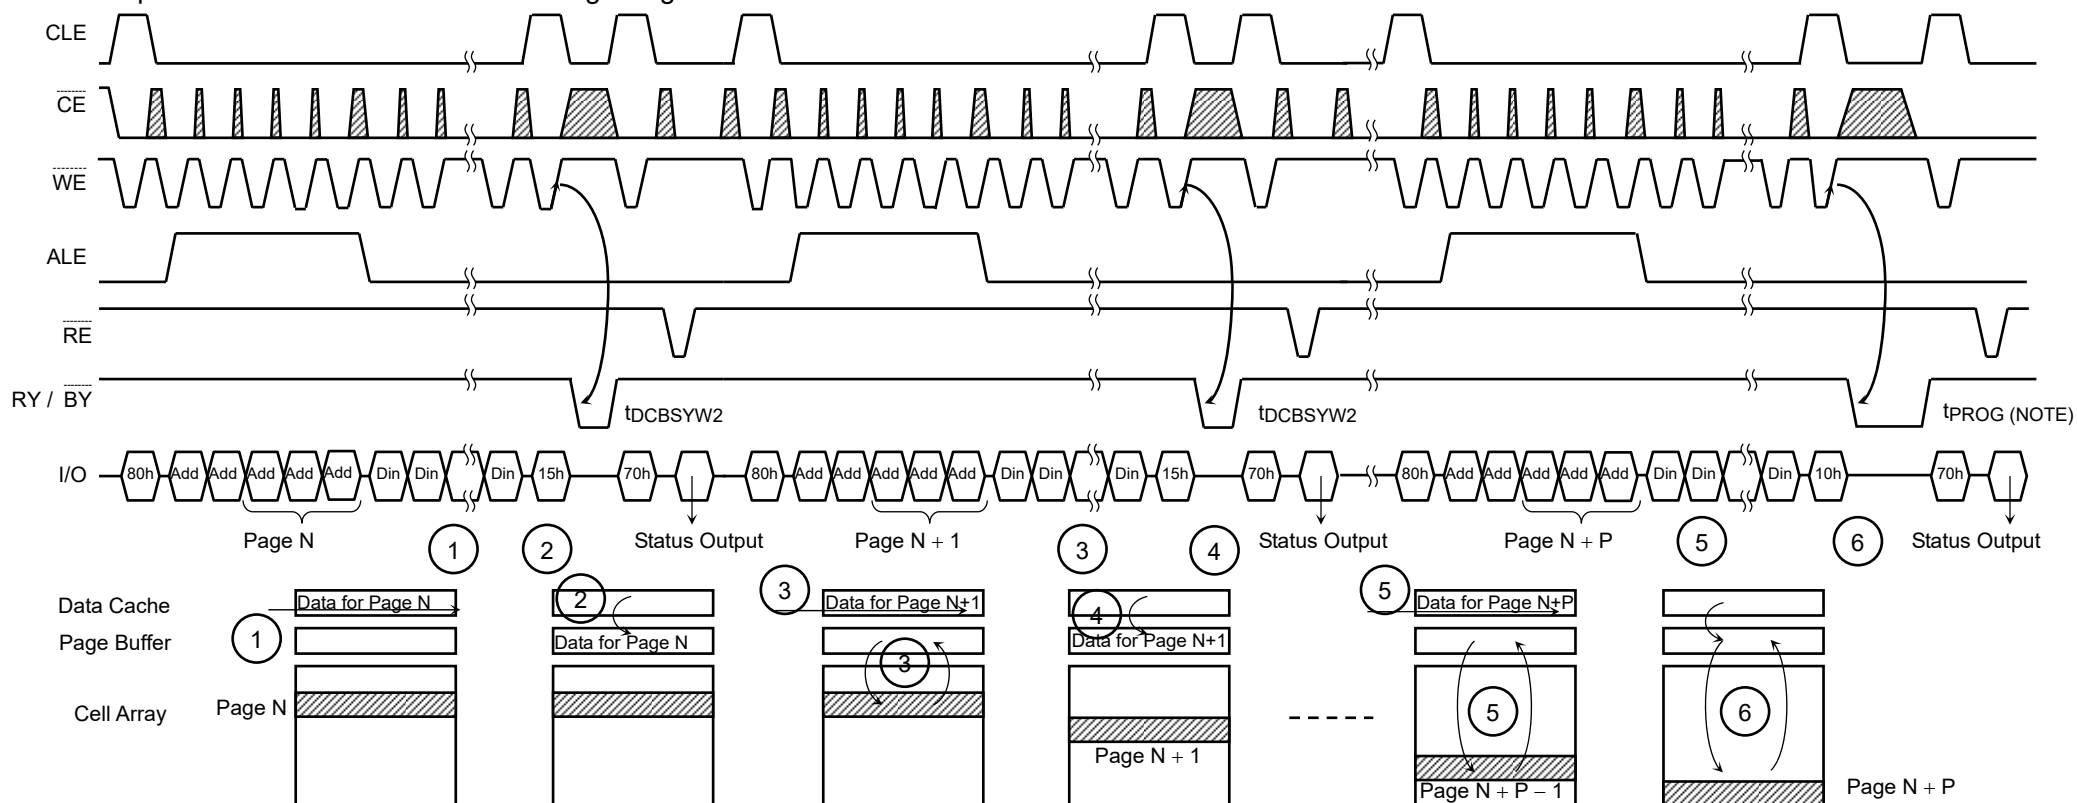 CLE
CE
WE
ALE
RE
RY / BY
tDCBSYW2 tDCBSYW2 tPROG (NOTE)
I/O 80h Add Add Add Add Add Din Din Din 15h 70h 80h Add Add Add Add Add Din Din Din 15h 70h 80h Add Add Add Add Add Din Din Din 10h 70h
Page N 1 2 Status Output Page N + 1 3 4 Status Output Page N + P 5 6 Status Output
Data Cache Data for Page N 2 3 Data for Page N+1 4 5 Data for Page N+P
Page Buffer 1 Data for Page N 3 Data for Page N+1
Cell Array Page N 5 6
Page N + 1
Page N + P − 1 Page N + P